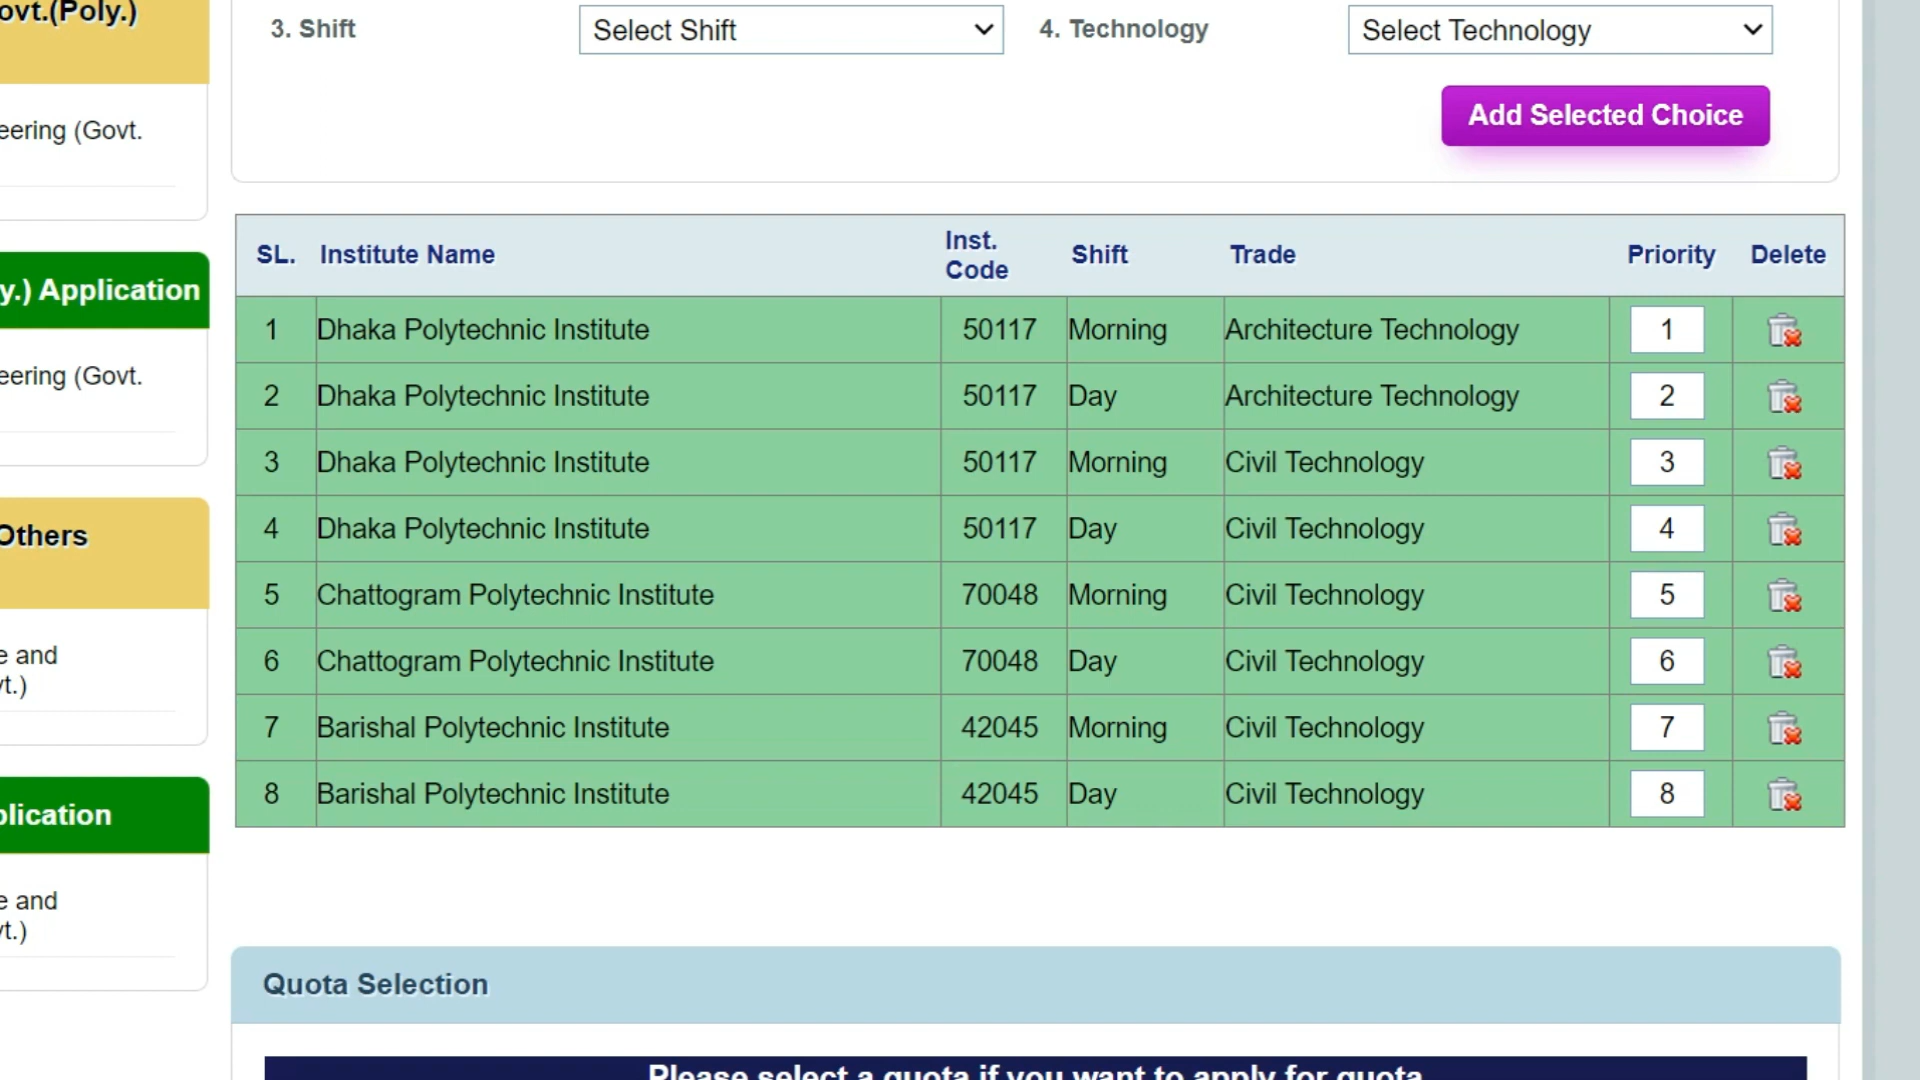 ovt.(Poly.)
eering (Govt.
y.) Application
eering (Govt.
Others
e and
t.)
plication
e and
t.)
3. Shift
Select Shift
4. Technology
Select Technology
Add Selected Choice
SL. Institute Name Inst. Code Shift Trade Priority Delete
1 Dhaka Polytechnic Institute 50117 Morning Architecture Technology 1
2 Dhaka Polytechnic Institute 50117 Day Architecture Technology 2
3 Dhaka Polytechnic Institute 50117 Morning Civil Technology 3
4 Dhaka Polytechnic Institute 50117 Day Civil Technology 4
5 Chattogram Polytechnic Institute 70048 Morning Civil Technology 5
6 Chattogram Polytechnic Institute 70048 Day Civil Technology 6
7 Barishal Polytechnic Institute 42045 Morning Civil Technology 7
8 Barishal Polytechnic Institute 42045 Day Civil Technology 8
Quota Selection
Please select a quota if you want to apply for quota